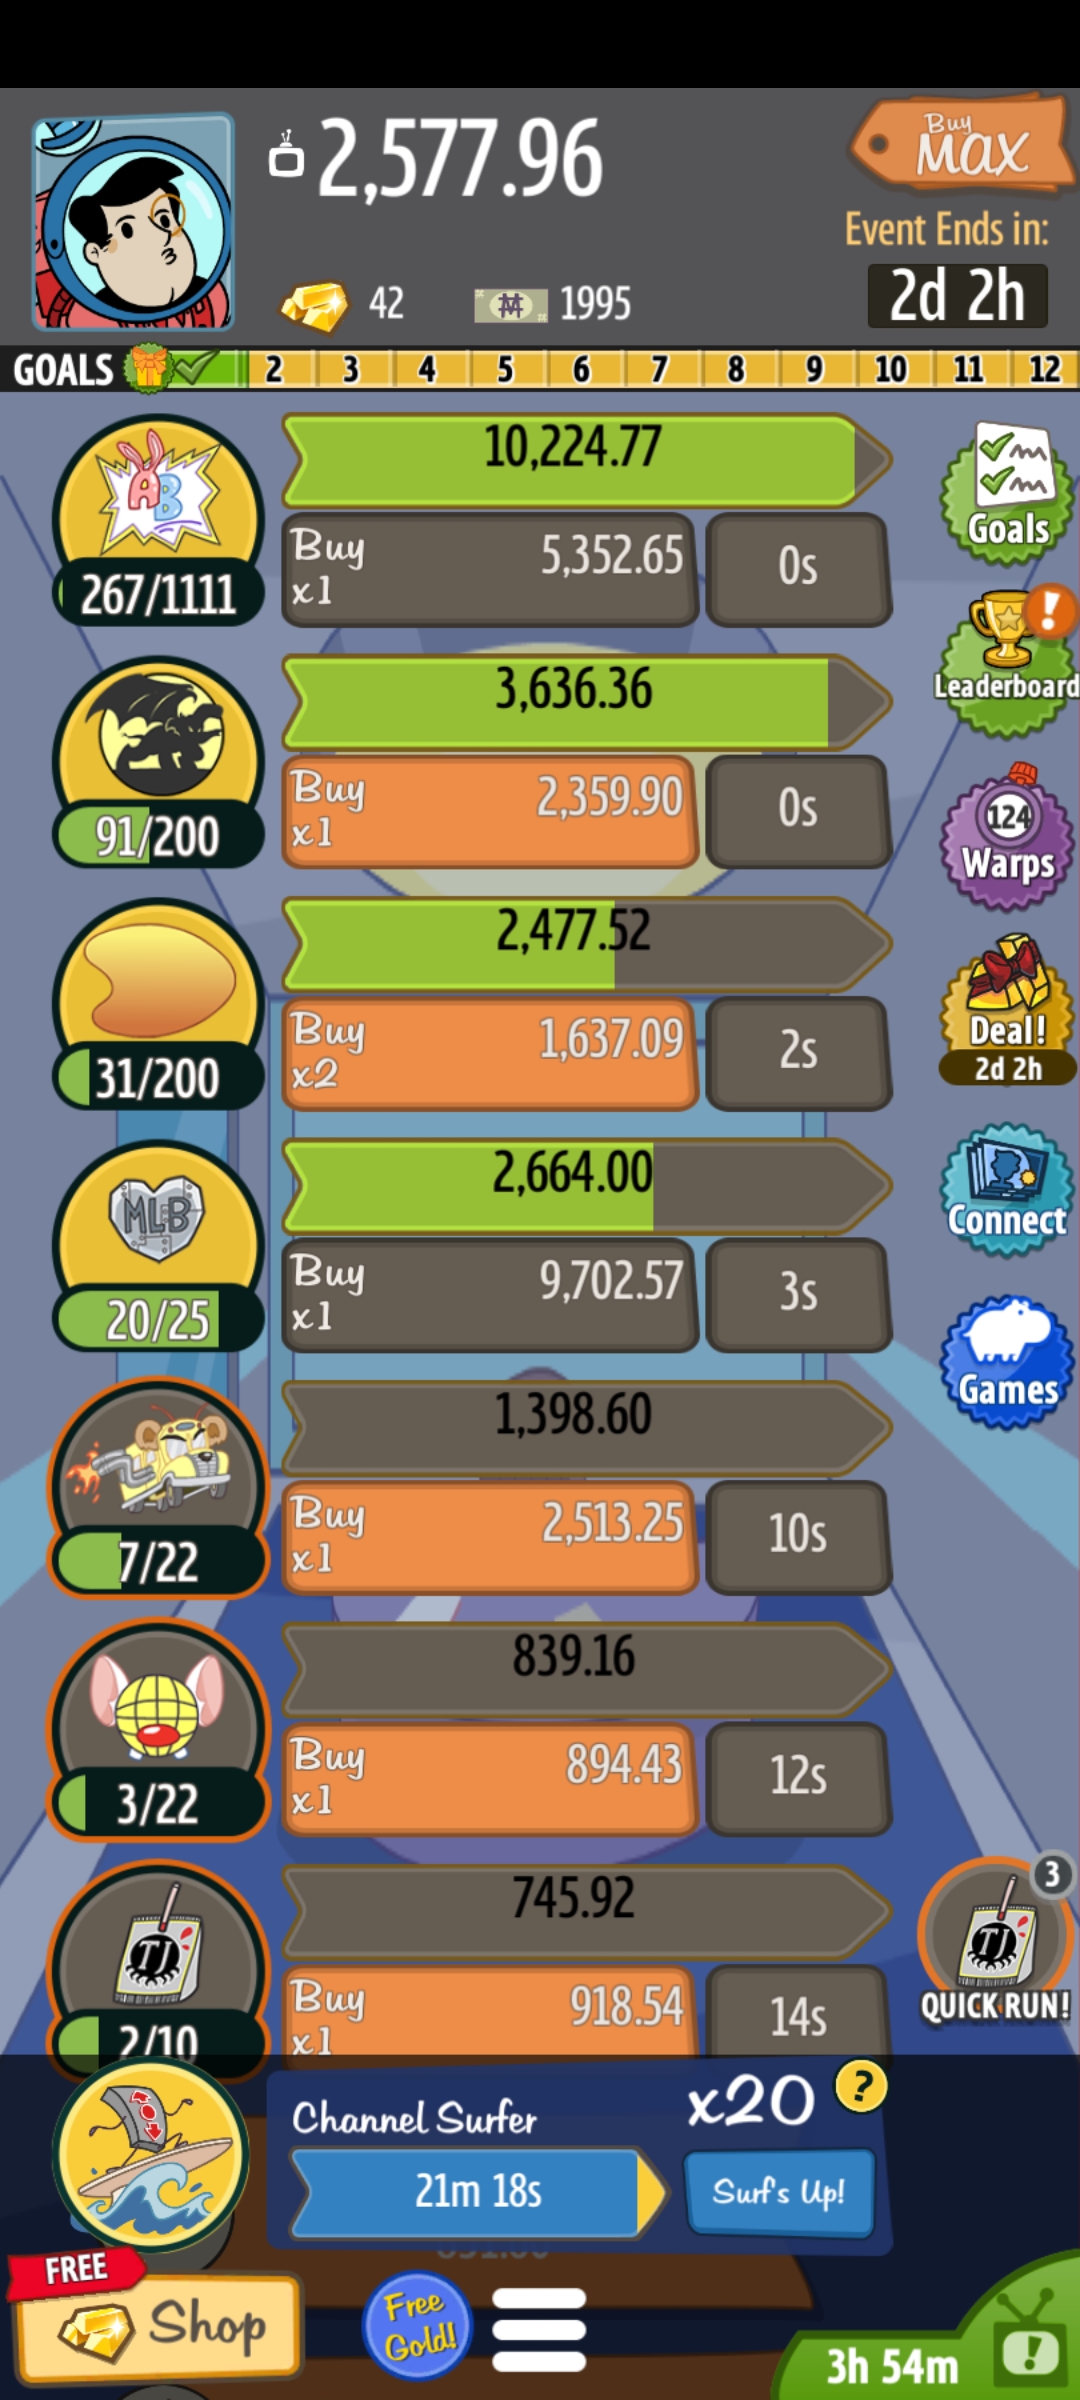 2,577.96
Buy
MAX
Event Ends in:
2d 2h
42
1995
GOALS 2 3 4 5 6 7 8 9 10 11 12
AB
10,224.77
267/1111
Buy
x1
5,352.65
0s
Goals
3,636.36
91/200
Buy
x1
2,359.90
0s
!
Leaderboard
124
Warps
2,477.52
31/200
Buy
x2
1,637.09
2s
Deal!
2d 2h
2,664.00
MLB
20/25
Buy
x1
9,702.57
3s
Connect
Games
1,398.60
7/22
Buy
x1
2,513.25
10s
839.16
3/22
Buy
x1
894.43
12s
745.92
TJ
2/10
Buy
x1
918.54
14s
3
TJ
QUICK RUN!
Channel Surfer
x20
?
21m 18s
Surf's Up!
FREE
Shop
Free
Gold!
3h 54m
!